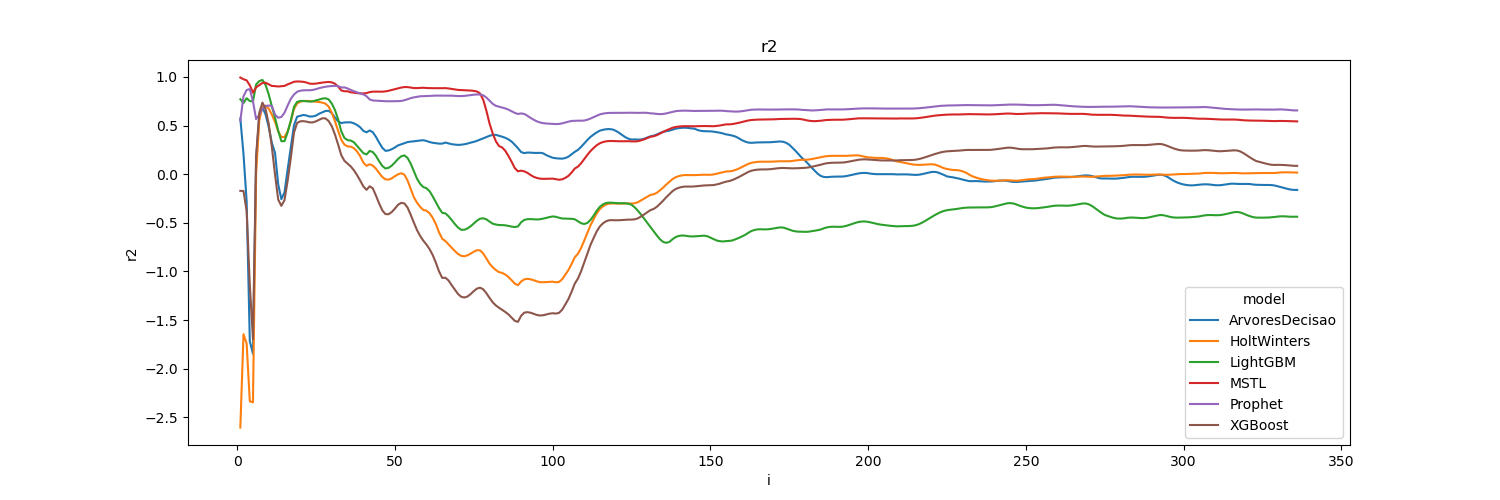 r2
r2
1.0
0.5
0.0
−0.5
−1.0
−1.5
−2.0
−2.5
0 50 100 150 200 250 300 350
i
model
ArvoresDecisao
HoltWinters
LightGBM
MSTL
Prophet
XGBoost